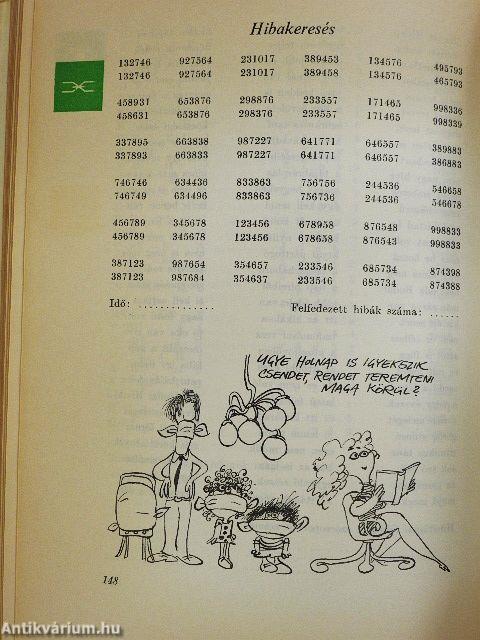 Hibakeresés
132746 927564 231017 389453 134576 495793
132746 927564 231017 389458 134576 465793
458931 653876 298876 233557 171465 998336
458631 653876 298376 233557 171465 998339
337895 663838 987227 641771 646557 389883
337893 663833 987227 641771 646557 386883
746746 634436 833863 756756 244536 546658
746749 634496 833863 756736 244536 546678
456789 345678 123456 678958 876548 998833
456789 345678 123456 678658 876543 998833
387123 987654 354657 233546 685734 874398
387123 987684 354637 233546 685734 874388
Idő: .............. Felfedezett hibák száma: ......
UGYE HOLNAP IS IGYEKSZIK
CSENDET, RENDET TEREMTENI
MAGA KÖRÜL?
148
Antikvárium.hu